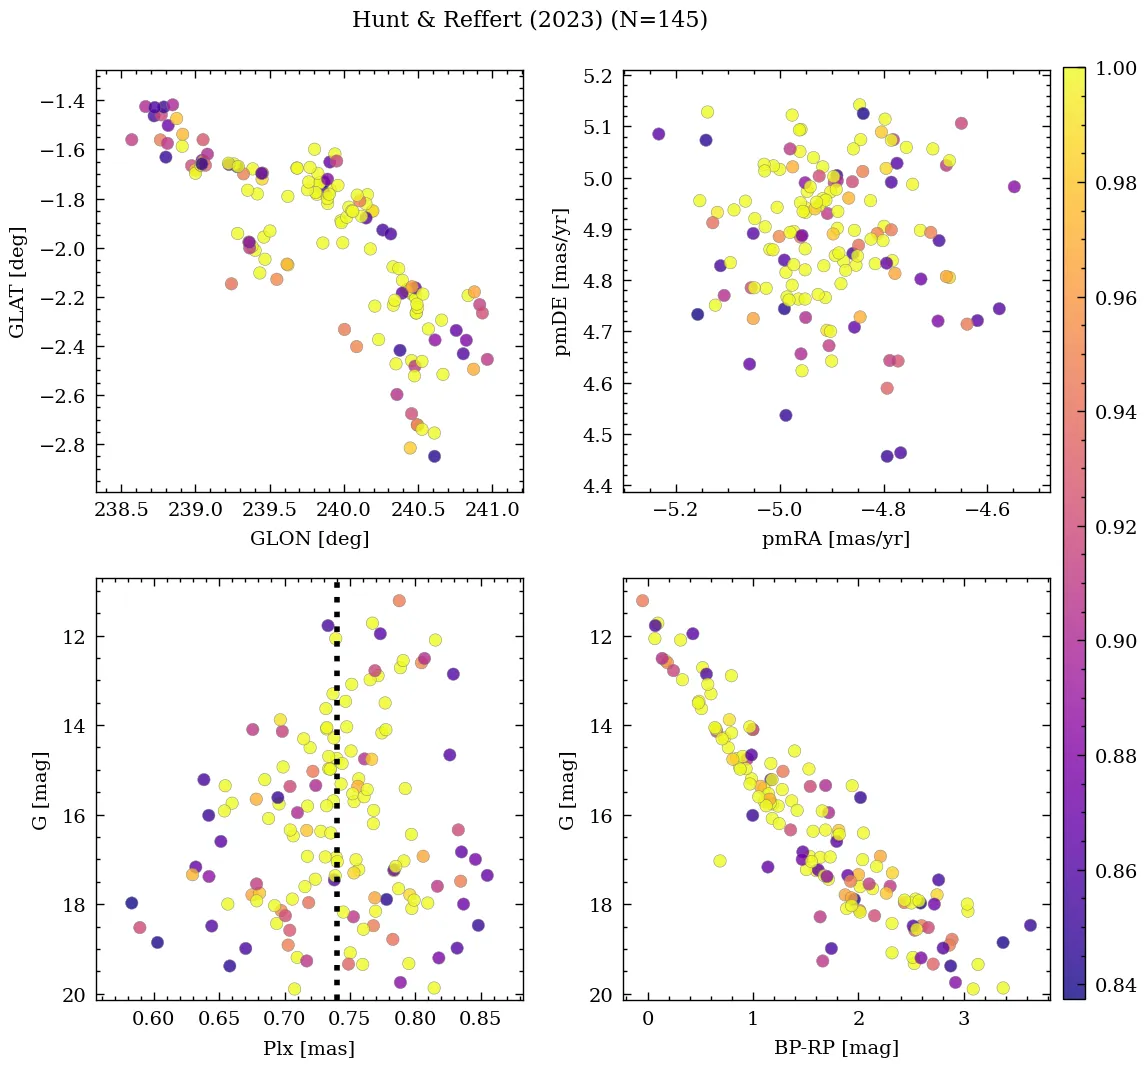 Hunt & Reffert (2023) (N=145)
−1.4
−1.6
−1.8
−2.0
−2.2
−2.4
−2.6
−2.8
GLAT [deg]
238.5 239.0 239.5 240.0 240.5 241.0
GLON [deg]
5.2
5.1
5.0
4.9
4.8
4.7
4.6
4.5
4.4
pmDE [mas/yr]
−5.2 −5.0 −4.8 −4.6
pmRA [mas/yr]
1.00
0.98
0.96
0.94
0.92
0.90
0.88
0.86
0.84
12
14
16
18
20
G [mag]
0.60 0.65 0.70 0.75 0.80 0.85
Plx [mas]
12
14
16
18
20
G [mag]
0 1 2 3
BP-RP [mag]